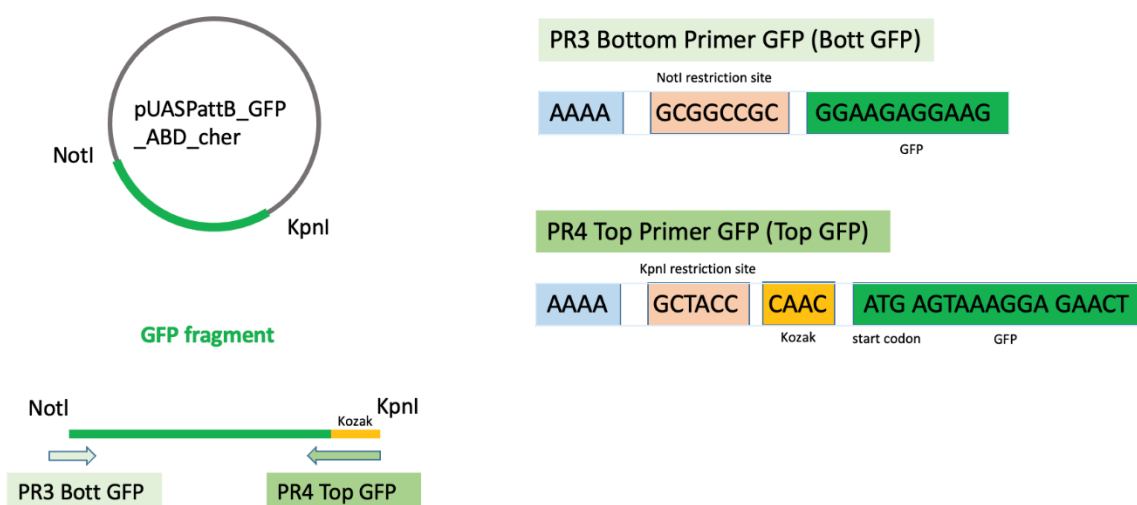 pUASPattB_GFP
_ABD_cher
NotI
KpnI
GFP fragment
NotI
Kozak
KpnI
PR3 Bott GFP
PR4 Top GFP
PR3 Bottom Primer GFP (Bott GFP)
NotI restriction site
AAAA GCGGCCGC GGAAGAGGAAG
GFP
PR4 Top Primer GFP (Top GFP)
KpnI restriction site
AAAA GCTACC CAAC ATG AGTAAAGGA GAACT
Kozak start codon GFP